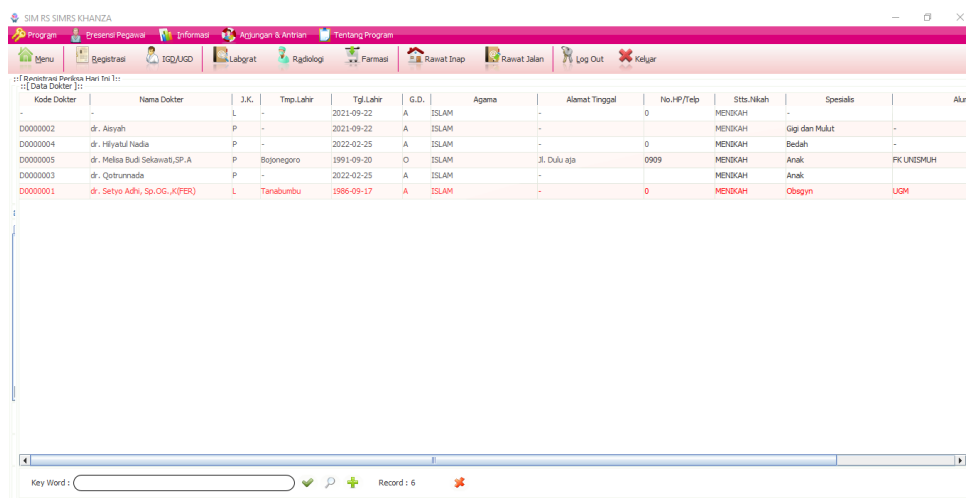 SIM RS SIMRS KHANZA
Program Presensi Pegawai Informasi Anjungan & Antrian Tentang Program
Menu Registrasi IGD/UGD Laborat Radiologi Farmasi Rawat Inap Rawat Jalan Log Out Keluar
::[ Registrasi Periksa Hari Ini ]::
::[ Data Dokter ]::
Kode Dokter Nama Dokter J.K. Tmp.Lahir Tgl.Lahir G.D. Agama Alamat Tinggal No.HP/Telp Stts.Nikah Spesialis Alum
- - L - 2021-09-22 A ISLAM - 0 MENIKAH -
D0000002 dr. Aisyah P - 2021-09-22 A ISLAM - MENIKAH Gigi dan Mulut -
D0000004 dr. Hilyatul Nadia P - 2022-02-25 A ISLAM - 0 MENIKAH Bedah -
D0000005 dr. Melisa Budi Sekawati,SP.A P Bojonegoro 1991-09-20 O ISLAM Jl. Dulu aja 0909 MENIKAH Anak FK UNISMUH
D0000003 dr. Qotrunnada P - 2022-02-25 A ISLAM - MENIKAH Anak
D0000001 dr. Setyo Adhi, Sp.OG.,K(FER) L Tanabumbu 1986-09-17 A ISLAM - 0 MENIKAH Obsgyn UGM
Key Word : Record : 6